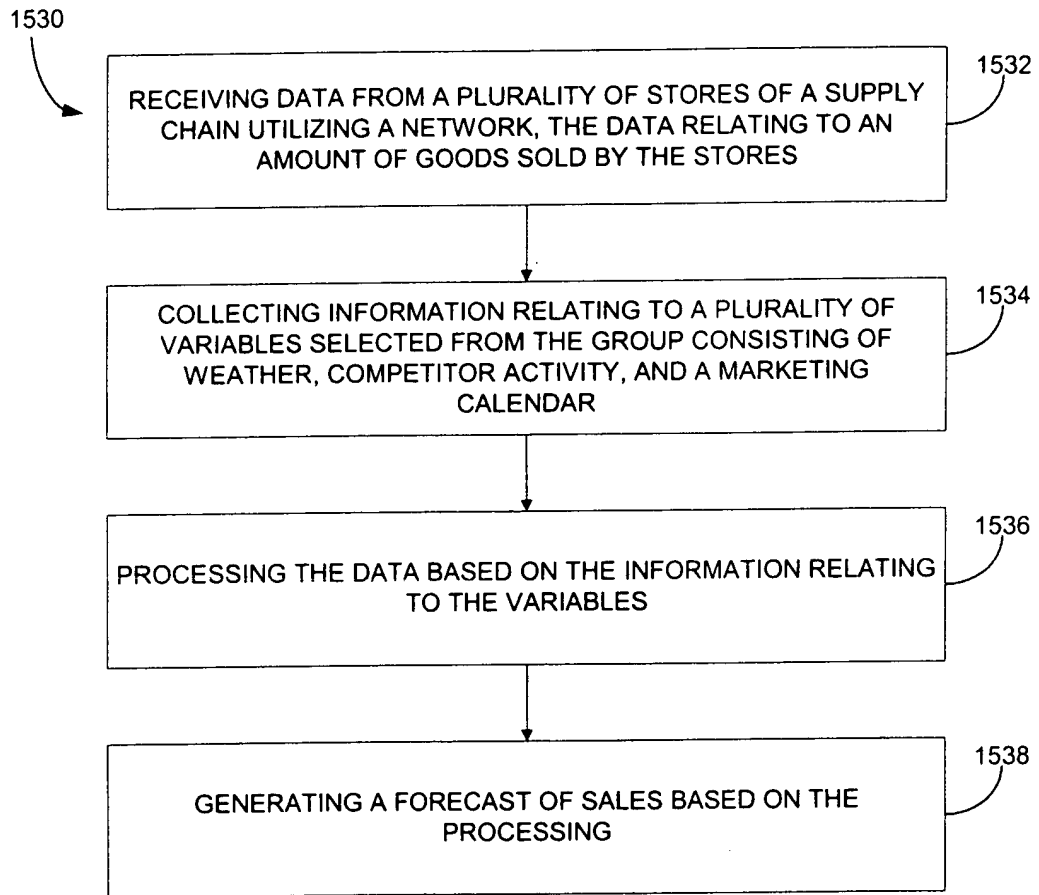 1530
1532
RECEIVING DATA FROM A PLURALITY OF STORES OF A SUPPLY
CHAIN UTILIZING A NETWORK, THE DATA RELATING TO AN
AMOUNT OF GOODS SOLD BY THE STORES
1534
COLLECTING INFORMATION RELATING TO A PLURALITY OF
VARIABLES SELECTED FROM THE GROUP CONSISTING OF
WEATHER, COMPETITOR ACTIVITY, AND A MARKETING
CALENDAR
1536
PROCESSING THE DATA BASED ON THE INFORMATION RELATING
TO THE VARIABLES
1538
GENERATING A FORECAST OF SALES BASED ON THE
PROCESSING